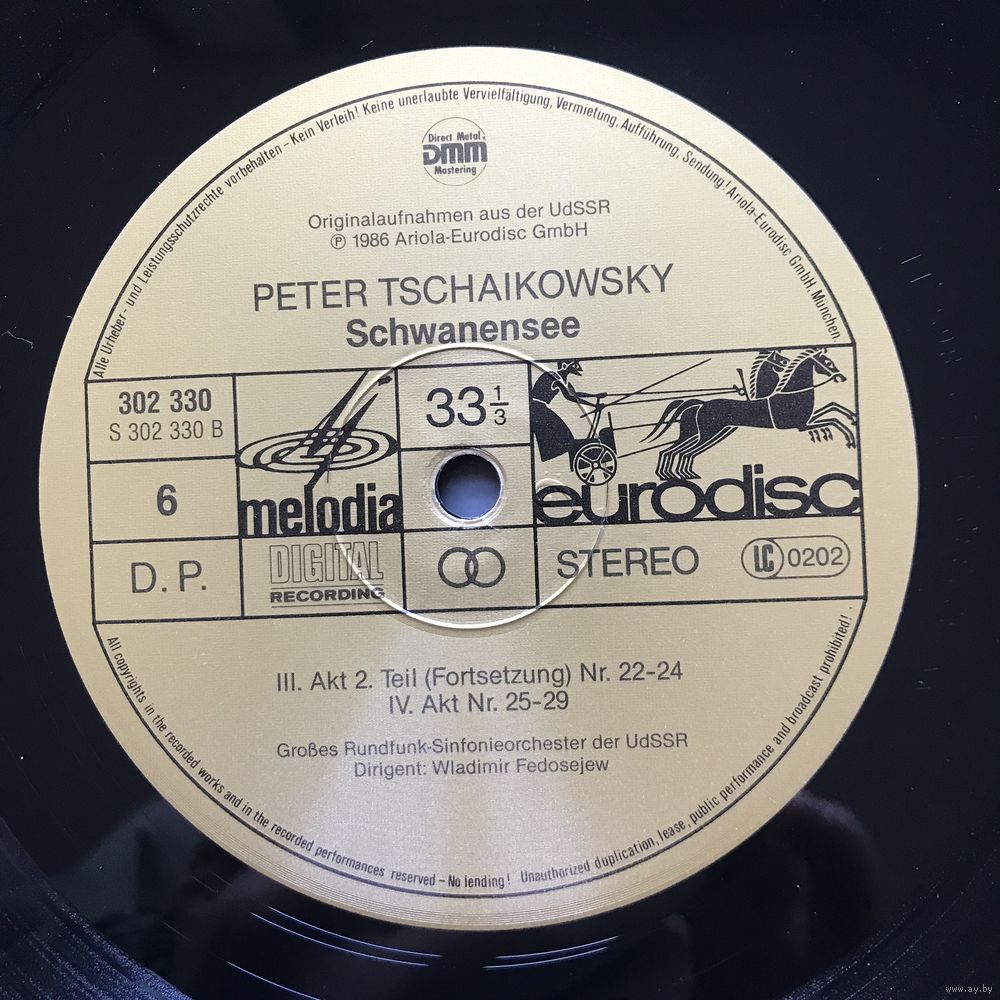 Alle Urheber- und Leistungsschutzrechte vorbehalten – Kein Verleih! Keine unerlaubte Vervielfältigung, Vermietung, Aufführung, Sendung! Ariola-Eurodisc GmbH München.
Direct Metal
DMM
Mastering
Originalaufnahmen aus der UdSSR
℗ 1986 Ariola-Eurodisc GmbH
PETER TSCHAIKOWSKY
Schwanensee
302 330
S 302 330 B
33 1/3
6
melodia
eurodisc
D. P.
DIGITAL
RECORDING
STEREO
LC 0202
III. Akt 2. Teil (Fortsetzung) Nr. 22-24
IV. Akt Nr. 25-29
Großes Rundfunk-Sinfonieorchester der UdSSR
Dirigent: Wladimir Fedosejew
All copyrights in the recorded works and in the recorded performances reserved – No lending! Unauthorized duplication, lease, public performance and broadcast prohibited!.
www.ay.by